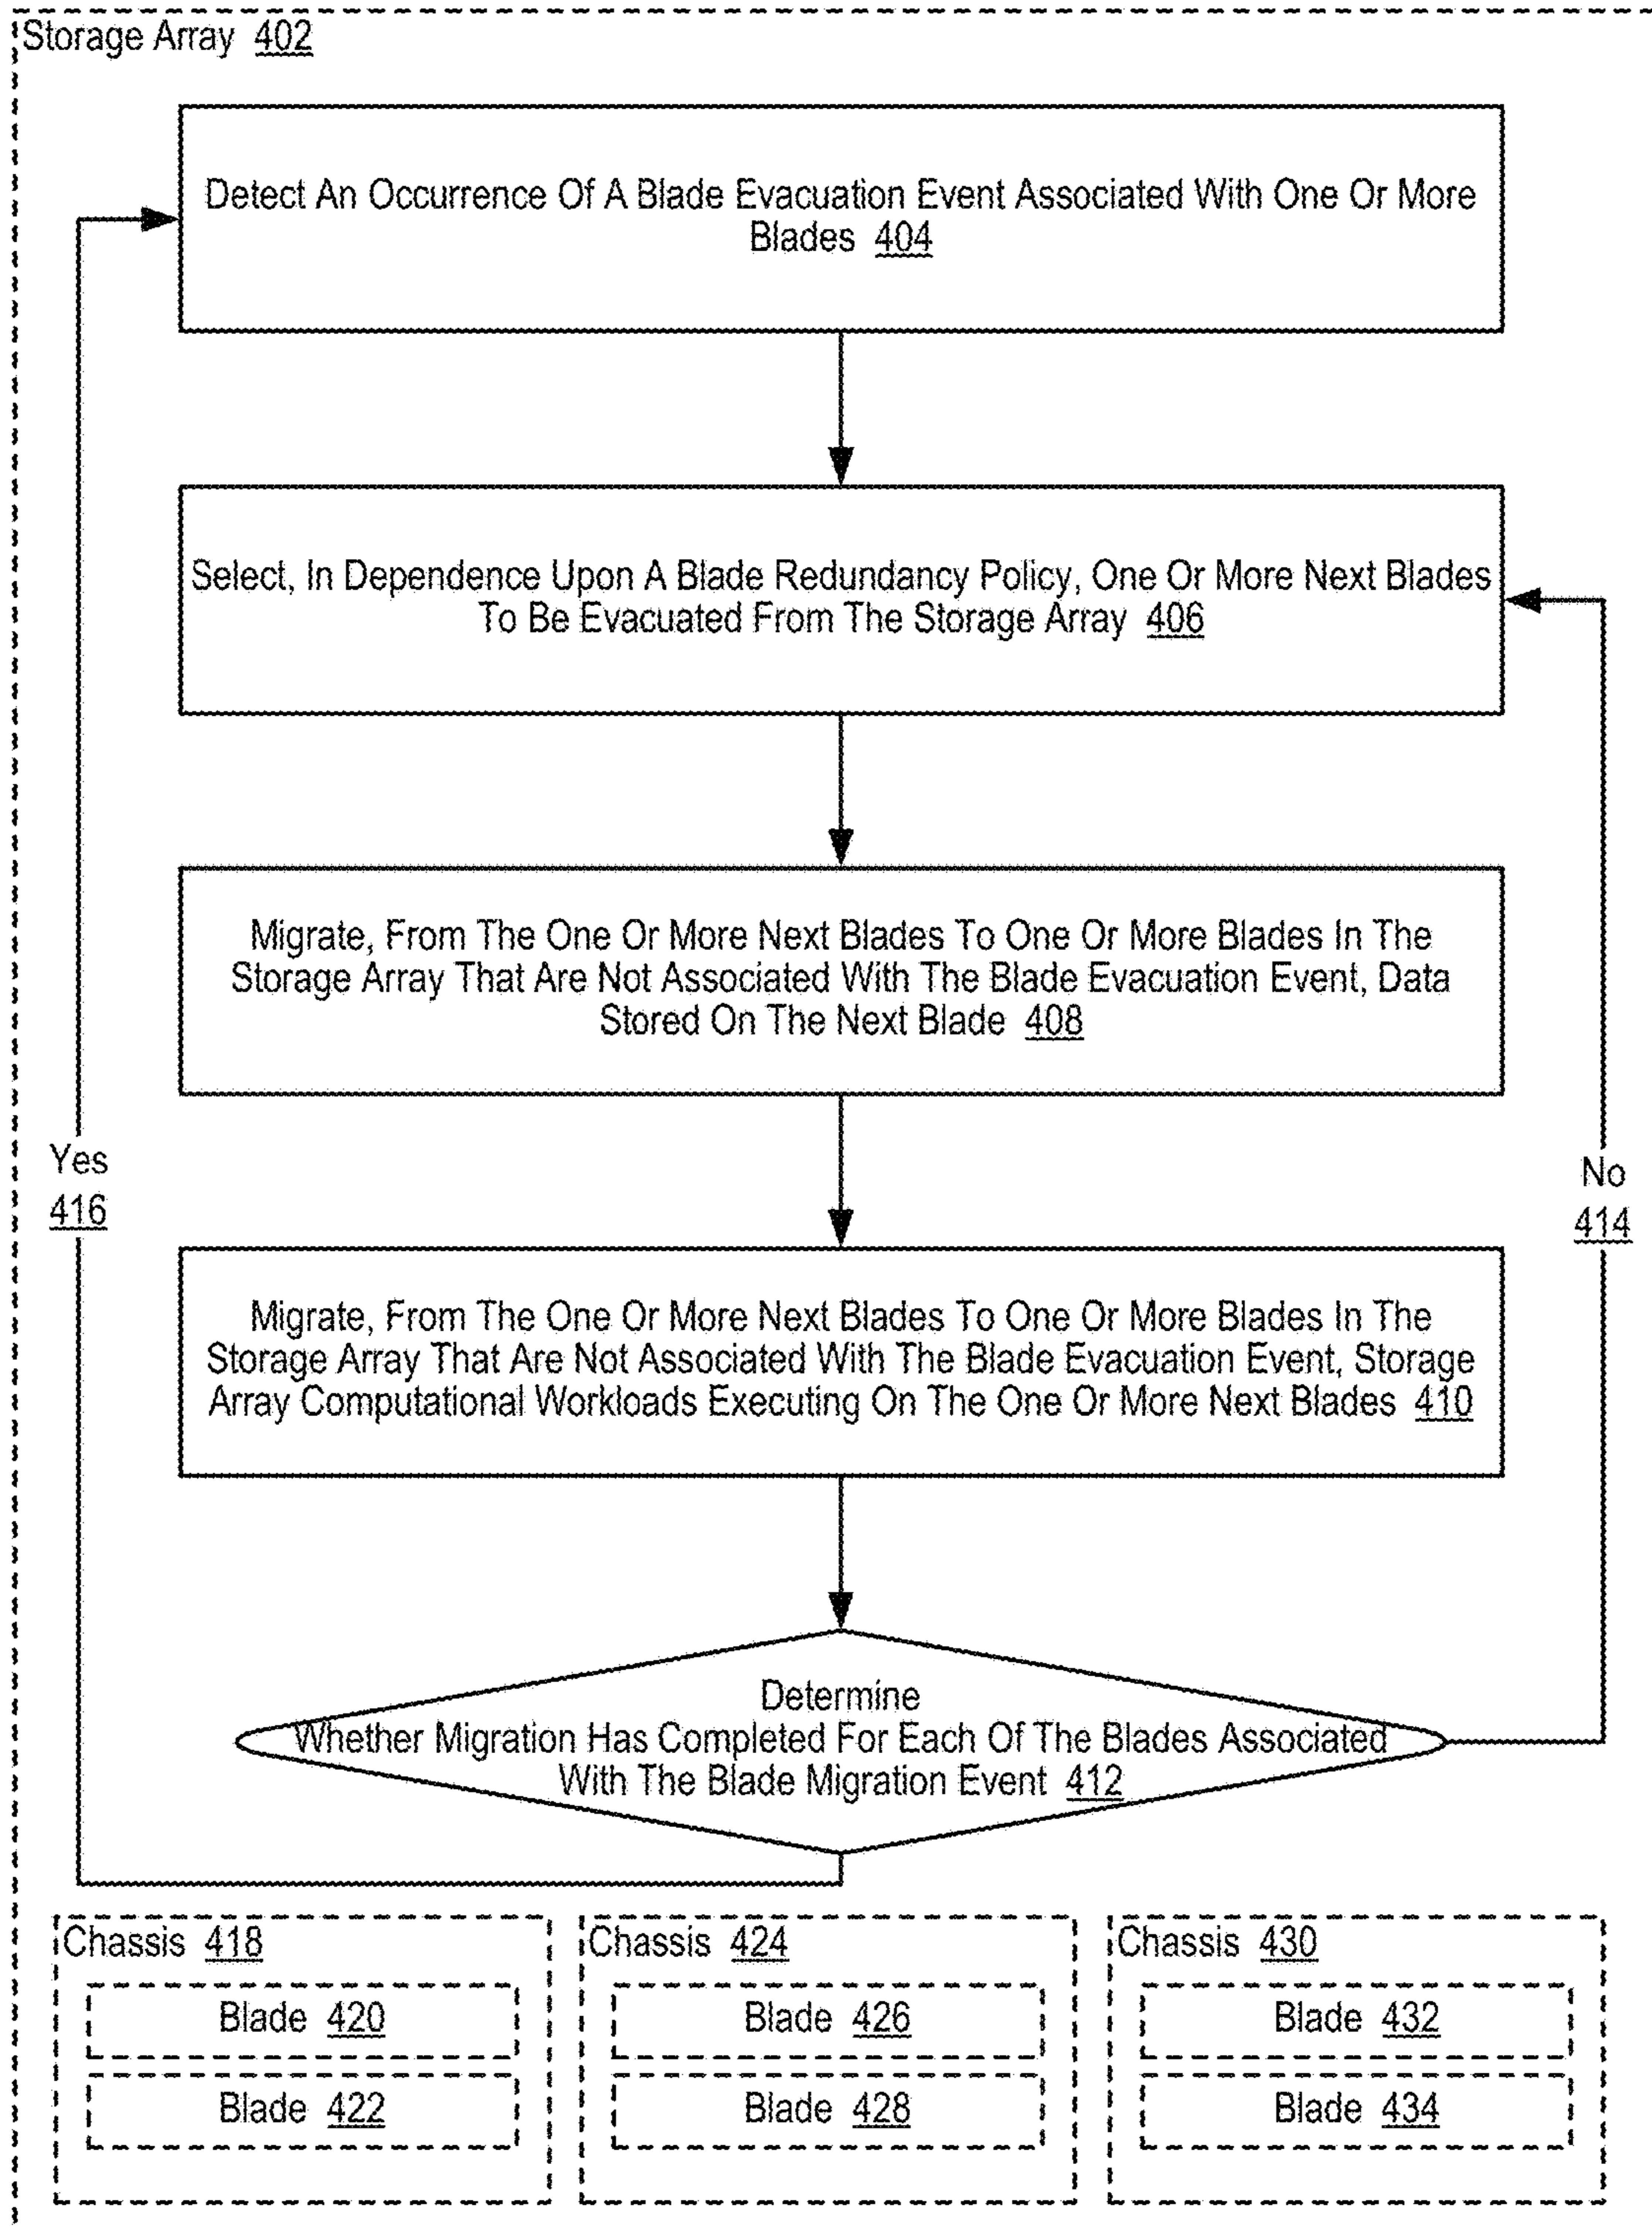 Storage Array 402
Detect An Occurrence Of A Blade Evacuation Event Associated With One Or More
Blades 404
Select, In Dependence Upon A Blade Redundancy Policy, One Or More Next Blades
To Be Evacuated From The Storage Array 406
Migrate, From The One Or More Next Blades To One Or More Blades In The
Storage Array That Are Not Associated With The Blade Evacuation Event, Data
Stored On The Next Blade 408
Yes
416
No
414
Migrate, From The One Or More Next Blades To One Or More Blades In The
Storage Array That Are Not Associated With The Blade Evacuation Event, Storage
Array Computational Workloads Executing On The One Or More Next Blades 410
Determine
Whether Migration Has Completed For Each Of The Blades Associated
With The Blade Migration Event 412
Chassis 418
Blade 420
Blade 422
Chassis 424
Blade 426
Blade 428
Chassis 430
Blade 432
Blade 434